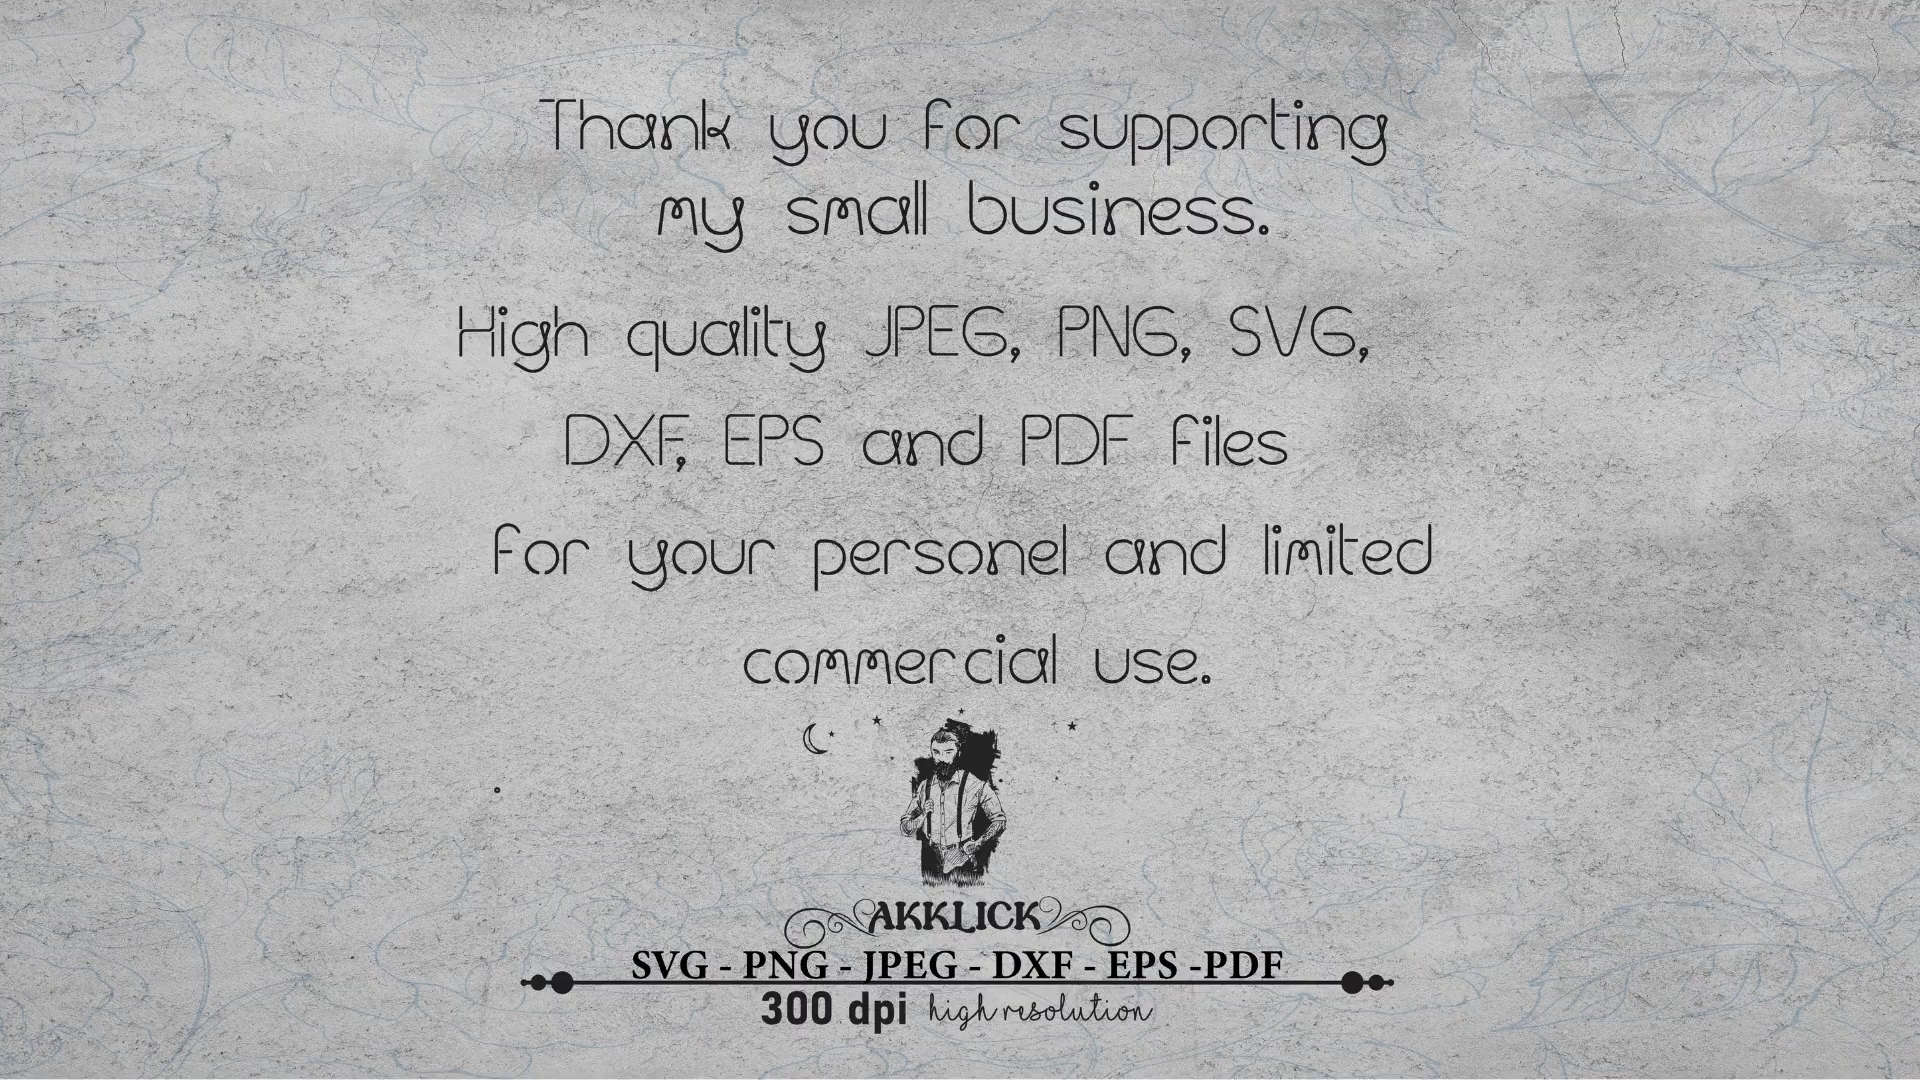 Thank you for supporting
my small business.
High quality JPEG, PNG, SVG,
DXF, EPS and PDF files
for your personel and limited
commercial use.
AKKLICK
SVG - PNG - JPEG - DXF - EPS -PDF
300 dpi high resolution